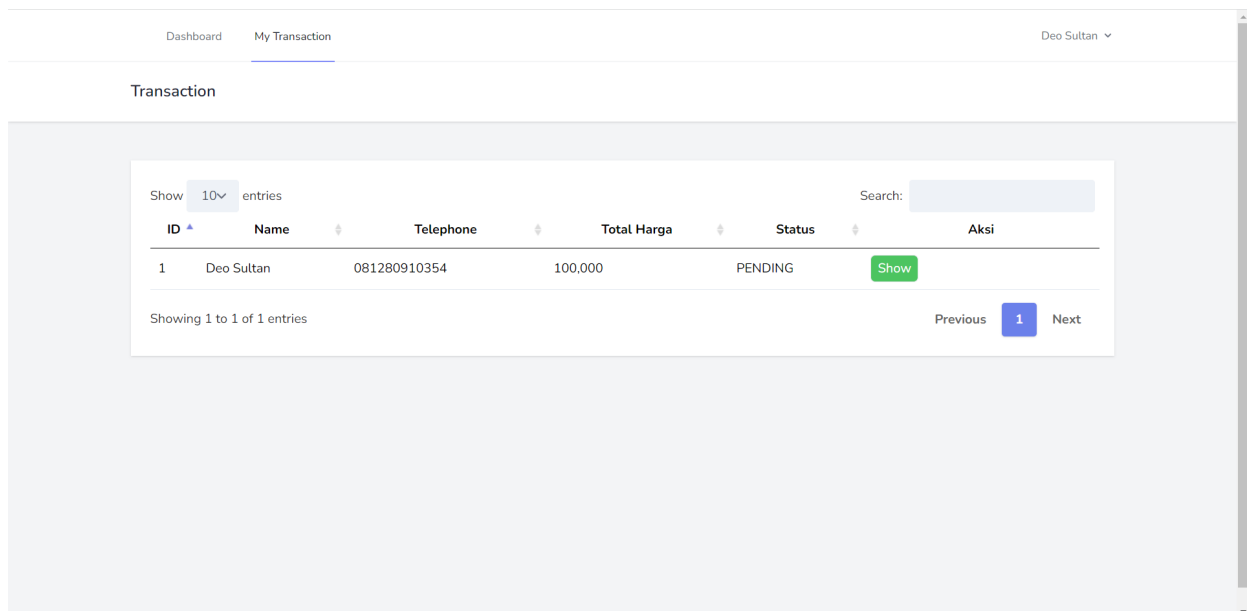 Dashboard My Transaction Deo Sultan
Transaction
Show 10 entries Search:
ID Name Telephone Total Harga Status Aksi
1 Deo Sultan 081280910354 100,000 PENDING Show
Showing 1 to 1 of 1 entries Previous 1 Next